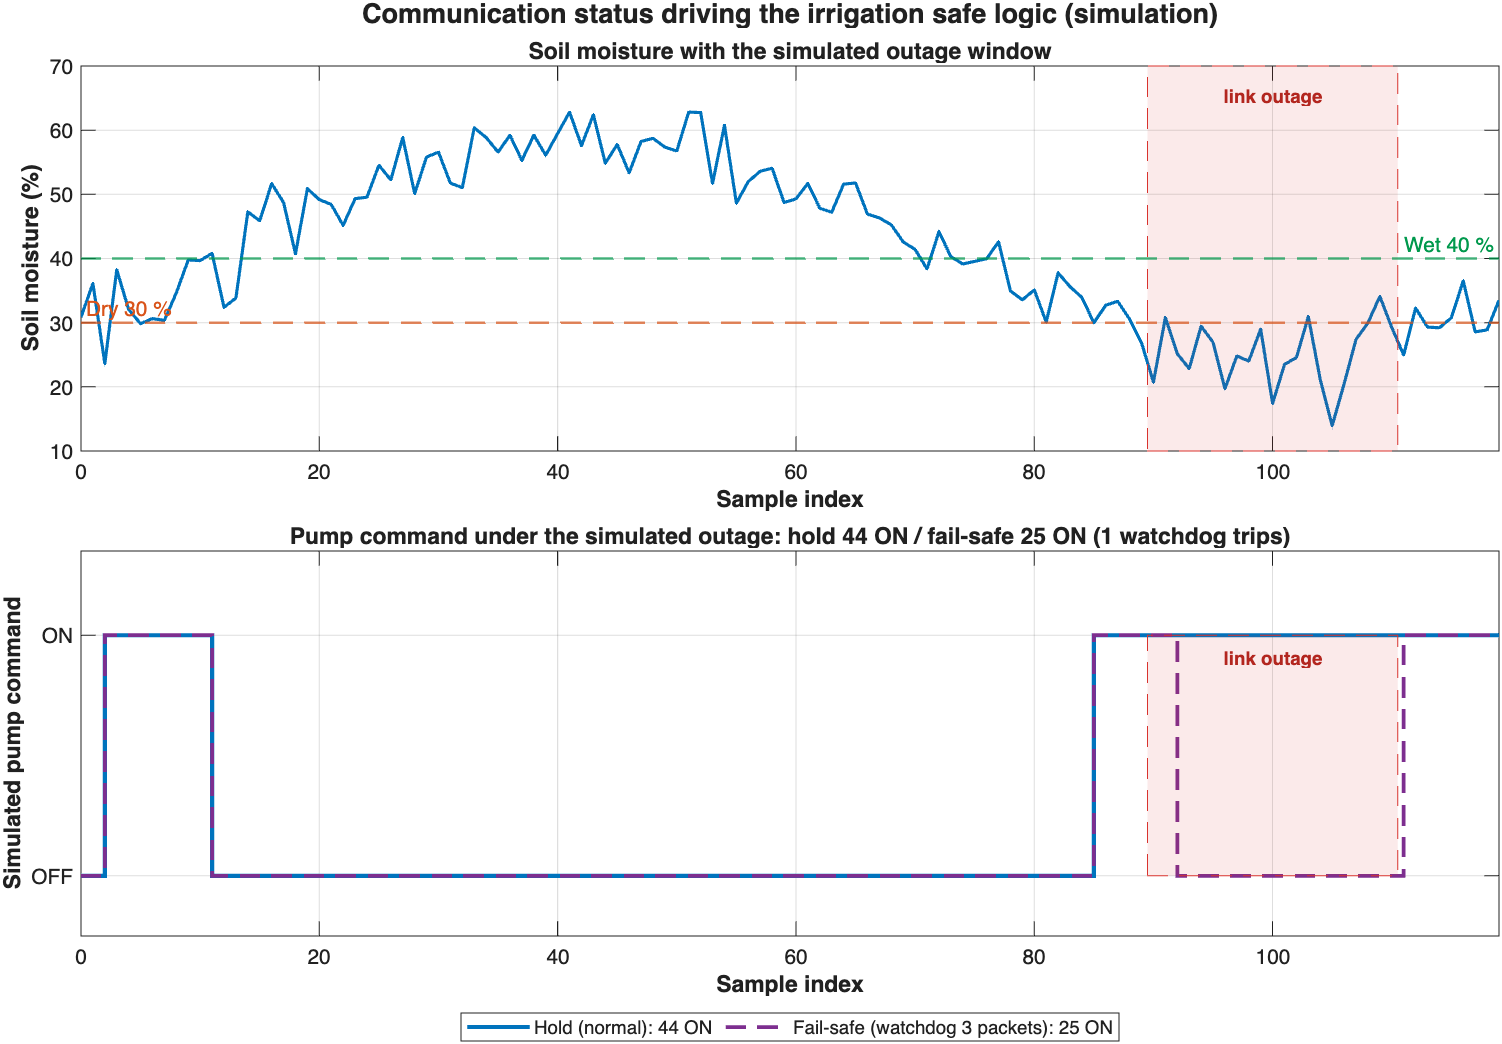 Communication status driving the irrigation safe logic (simulation)
Soil moisture with the simulated outage window
Soil moisture (%)
70
60
50
40
30
20
10
link outage
Wet 40 %
Dry 30 %
0
20
40
60
80
100
Sample index
Pump command under the simulated outage: hold 44 ON / fail-safe 25 ON (1 watchdog trips)
Simulated pump command
ON
OFF
link outage
0
20
40
60
80
100
Sample index
Hold (normal): 44 ON
Fail-safe (watchdog 3 packets): 25 ON